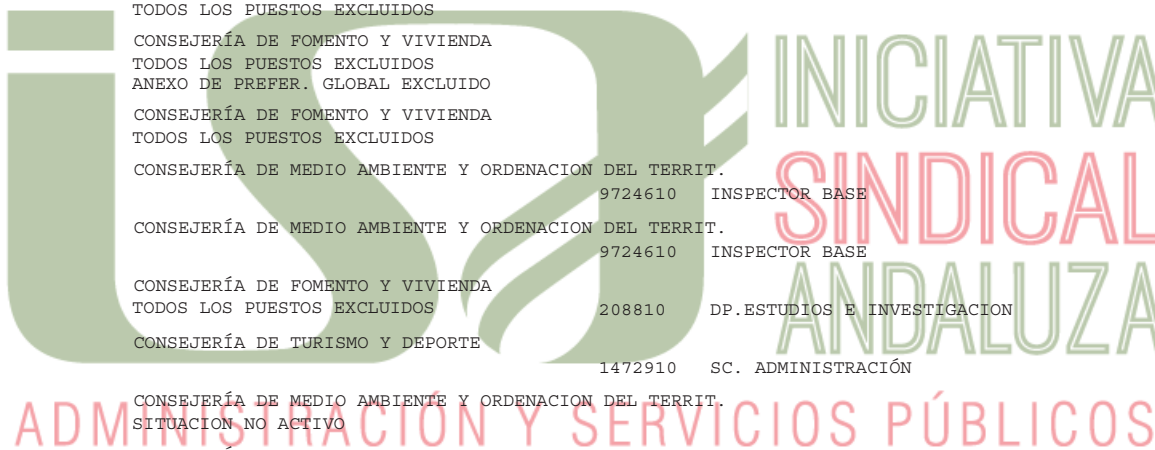 TODOS LOS PUESTOS EXCLUIDOS
CONSEJERÍA DE FOMENTO Y VIVIENDA
TODOS LOS PUESTOS EXCLUIDOS
ANEXO DE PREFER. GLOBAL EXCLUIDO
CONSEJERÍA DE FOMENTO Y VIVIENDA
TODOS LOS PUESTOS EXCLUIDOS
CONSEJERÍA DE MEDIO AMBIENTE Y ORDENACION DEL TERRIT.
9724610 INSPECTOR BASE
CONSEJERÍA DE MEDIO AMBIENTE Y ORDENACION DEL TERRIT.
9724610 INSPECTOR BASE
CONSEJERÍA DE FOMENTO Y VIVIENDA
TODOS LOS PUESTOS EXCLUIDOS 208810 DP.ESTUDIOS E INVESTIGACION
CONSEJERÍA DE TURISMO Y DEPORTE
1472910 SC. ADMINISTRACIÓN
CONSEJERÍA DE MEDIO AMBIENTE Y ORDENACION DEL TERRIT.
SITUACION NO ACTIVO
isa
INICIATIVA
SINDICAL
ANDALUZA
ADMINISTRACIÓN Y SERVICIOS PÚBLICOS